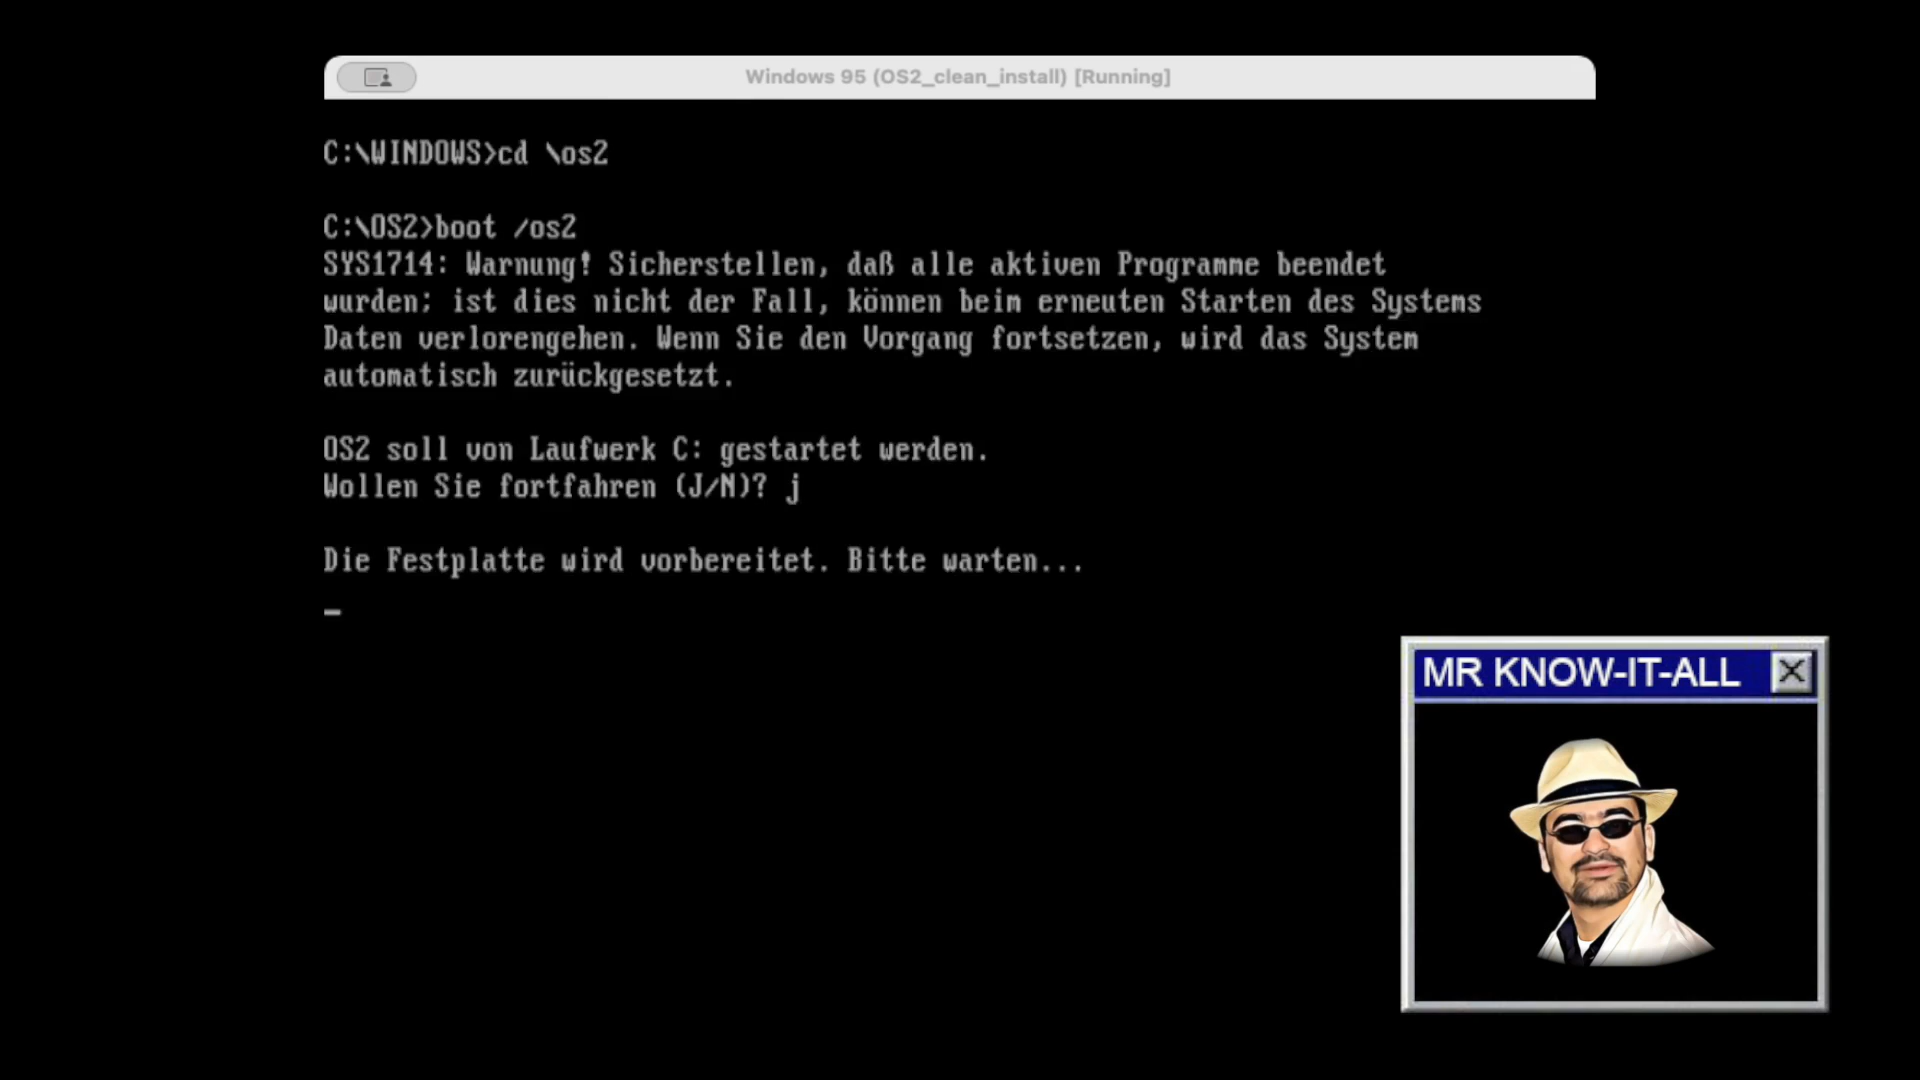 Windows 95 (OS2_clean_install) [Running]
C:\WINDOWS>cd \os2
C:\OS2>boot /os2
SYS1714: Warnung! Sicherstellen, daß alle aktiven Programme beendet
wurden; ist dies nicht der Fall, können beim erneuten Starten des Systems
Daten verlorengehen. Wenn Sie den Vorgang fortsetzen, wird das System
automatisch zurückgesetzt.
OS2 soll von Laufwerk C: gestartet werden.
Wollen Sie fortfahren (J/N)? j
Die Festplatte wird vorbereitet. Bitte warten...
MR KNOW-IT-ALL